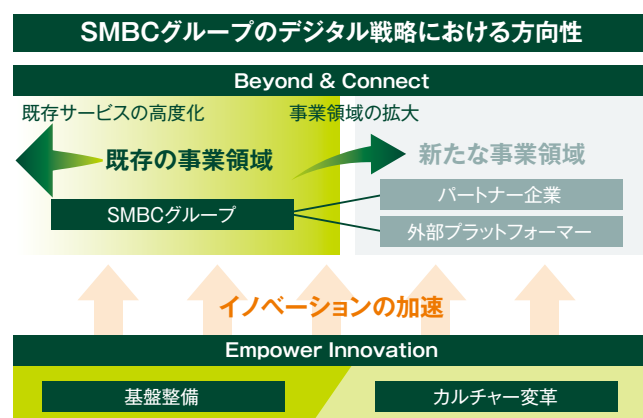 SMBCグループのデジタル戦略における方向性
Beyond & Connect
既存サービスの高度化
事業領域の拡大
既存の事業領域
新たな事業領域
SMBCグループ
パートナー企業
外部プラットフォーマー
イノベーションの加速
Empower Innovation
基盤整備
カルチャー変革